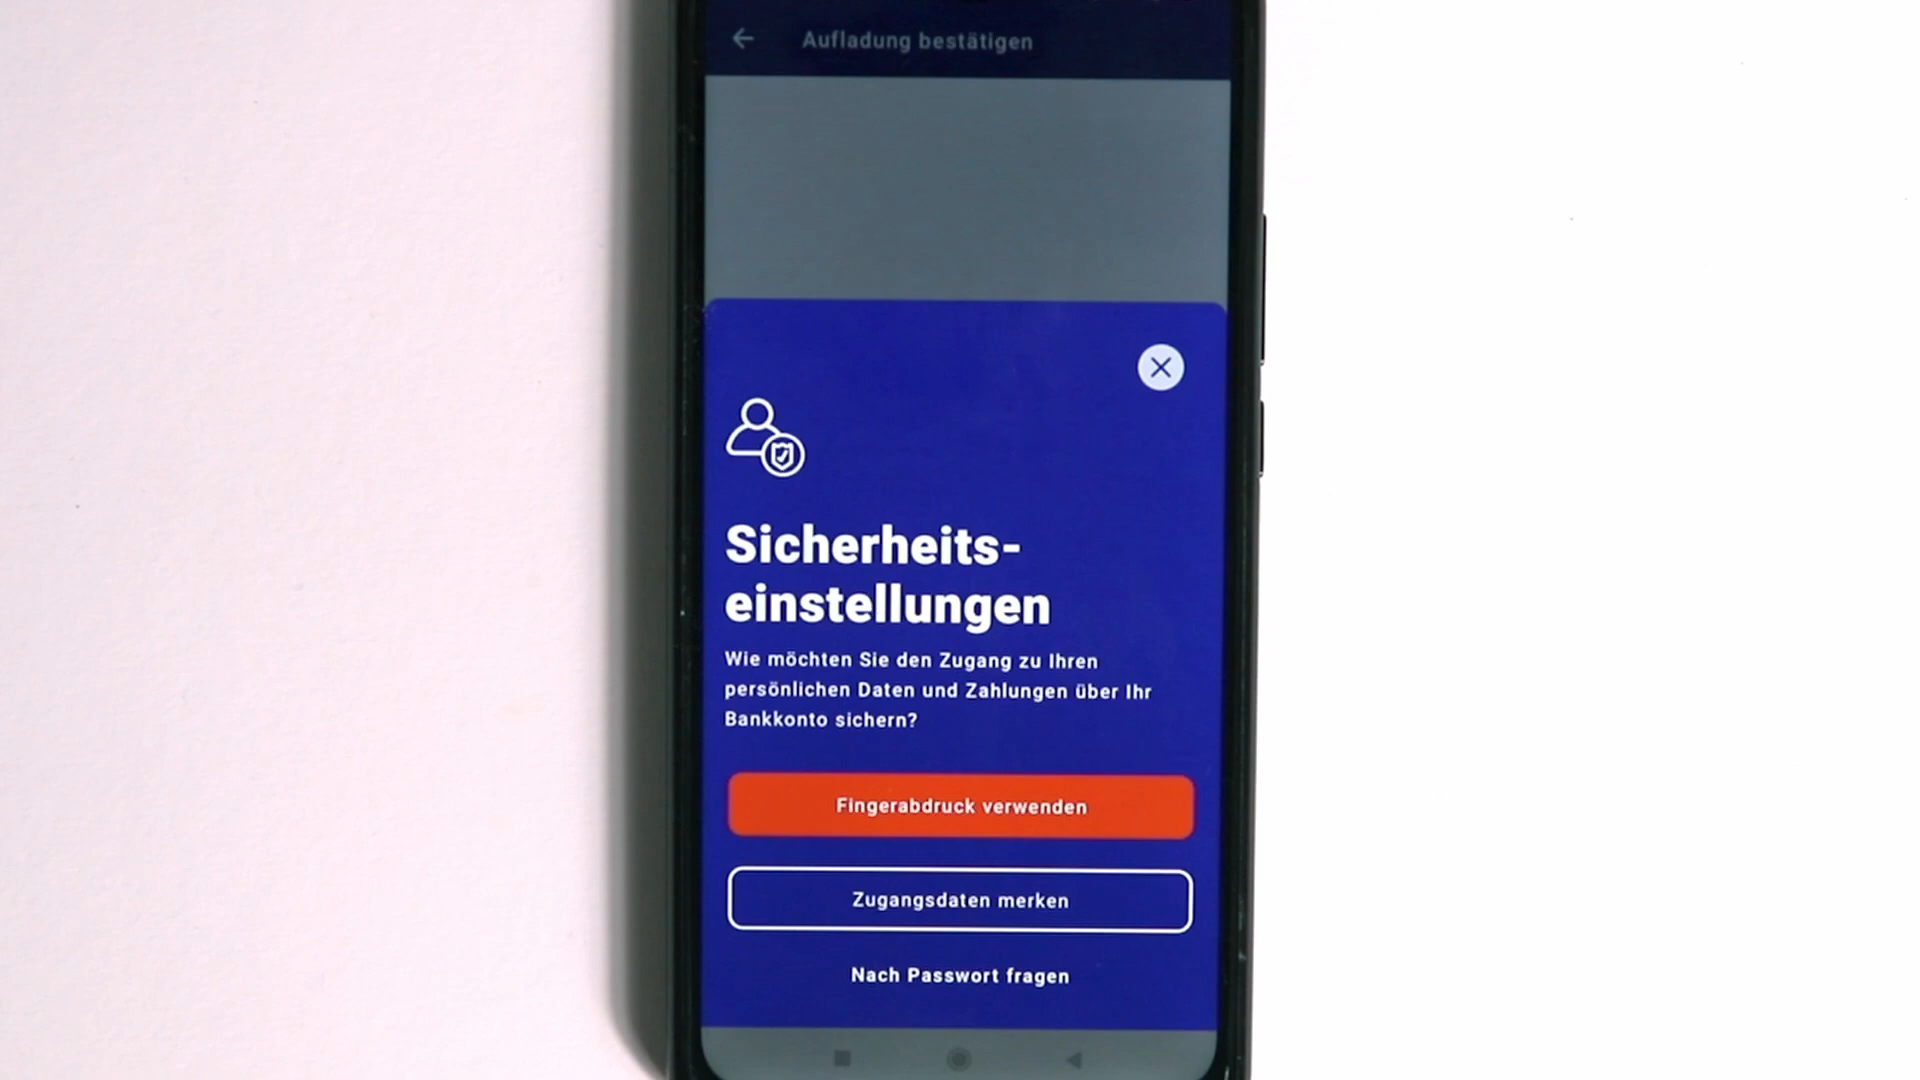 Aufladung bestätigen
Sicherheits-
einstellungen
Wie möchten Sie den Zugang zu Ihren
persönlichen Daten und Zahlungen über Ihr
Bankkonto sichern?
Fingerabdruck verwenden
Zugangsdaten merken
Nach Passwort fragen